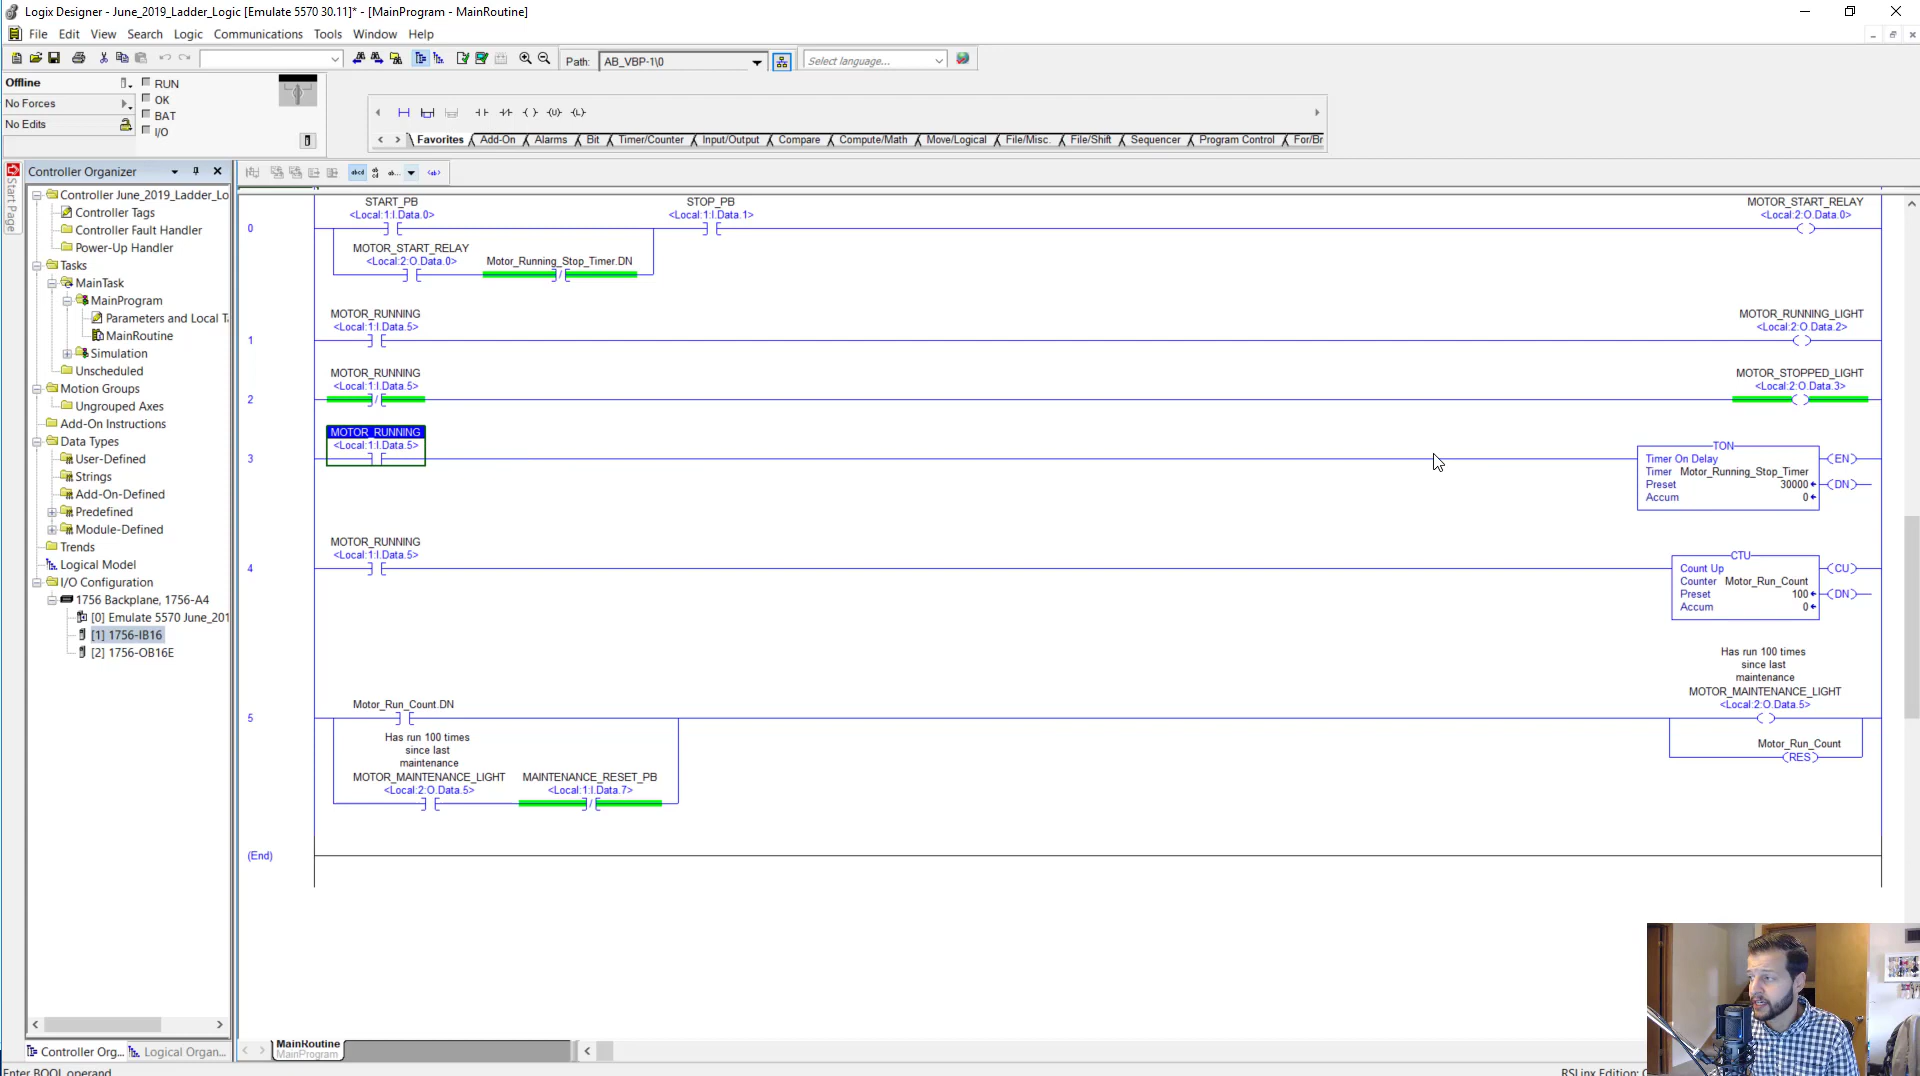 Logix Designer - June_2019_Ladder_Logic [Emulate 5570 30.11]* - [MainProgram - MainRoutine]
File Edit View Search Logic Communications Tools Window Help
Path: AB_VBP-1\0 Select language...
Offline RUN
No Forces OK
No Edits BAT
I/O
Favorites Add-On Alarms Bit Timer/Counter Input/Output Compare Compute/Math Move/Logical File/Misc. File/Shift Sequencer Program Control For/Br
Start Page
Controller Organizer
Controller June_2019_Ladder_Lo
Controller Tags
Controller Fault Handler
Power-Up Handler
Tasks
MainTask
MainProgram
Parameters and Local T
MainRoutine
Simulation
Unscheduled
Motion Groups
Ungrouped Axes
Add-On Instructions
Data Types
User-Defined
Strings
Add-On-Defined
Predefined
Module-Defined
Trends
Logical Model
I/O Configuration
1756 Backplane, 1756-A4
[0] Emulate 5570 June_201
[1] 1756-IB16
[2] 1756-OB16E
Controller Org... Logical Organ...
START_PB STOP_PB MOTOR_START_RELAY
<Local:1:I.Data.0> <Local:1:I.Data.1> <Local:2:O.Data.0>
0
MOTOR_START_RELAY
<Local:2:O.Data.0> Motor_Running_Stop_Timer.DN
MOTOR_RUNNING MOTOR_RUNNING_LIGHT
<Local:1:I.Data.5> <Local:2:O.Data.2>
1
MOTOR_RUNNING MOTOR_STOPPED_LIGHT
<Local:1:I.Data.5> <Local:2:O.Data.3>
2
MOTOR_RUNNING
<Local:1:I.Data.5> TON
3 Timer On Delay EN
Timer Motor_Running_Stop_Timer
Preset 30000 DN
Accum 0
MOTOR_RUNNING
<Local:1:I.Data.5> CTU
4 Count Up CU
Counter Motor_Run_Count
Preset 100 DN
Accum 0
Has run 100 times
since last
maintenance
MOTOR_MAINTENANCE_LIGHT
Motor_Run_Count.DN <Local:2:O.Data.5>
5
Has run 100 times Motor_Run_Count
since last RES
maintenance
MOTOR_MAINTENANCE_LIGHT MAINTENANCE_RESET_PB
<Local:2:O.Data.5> <Local:1:I.Data.7>
(End)
MainRoutine
MainProgram
Enter BOOL operand
RSLinx Edition: